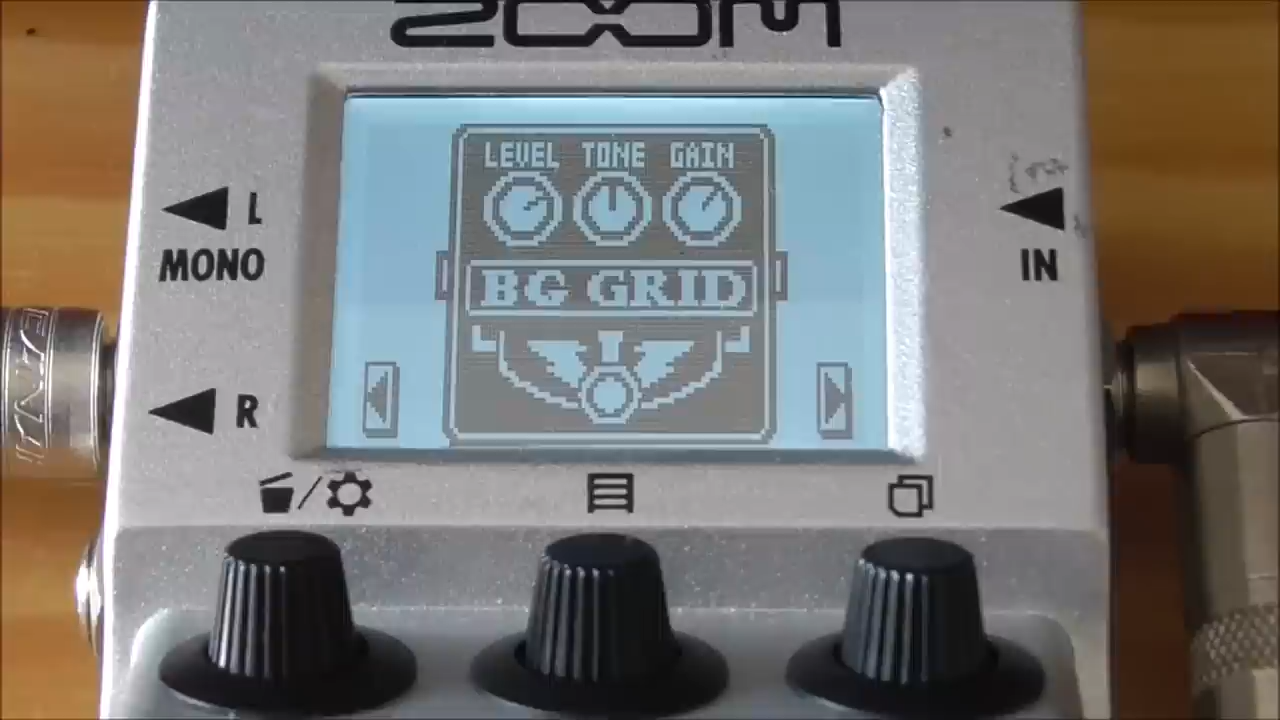 ZOOM
LEVEL TONE GAIN
L
MONO
IN
BG GRID
R